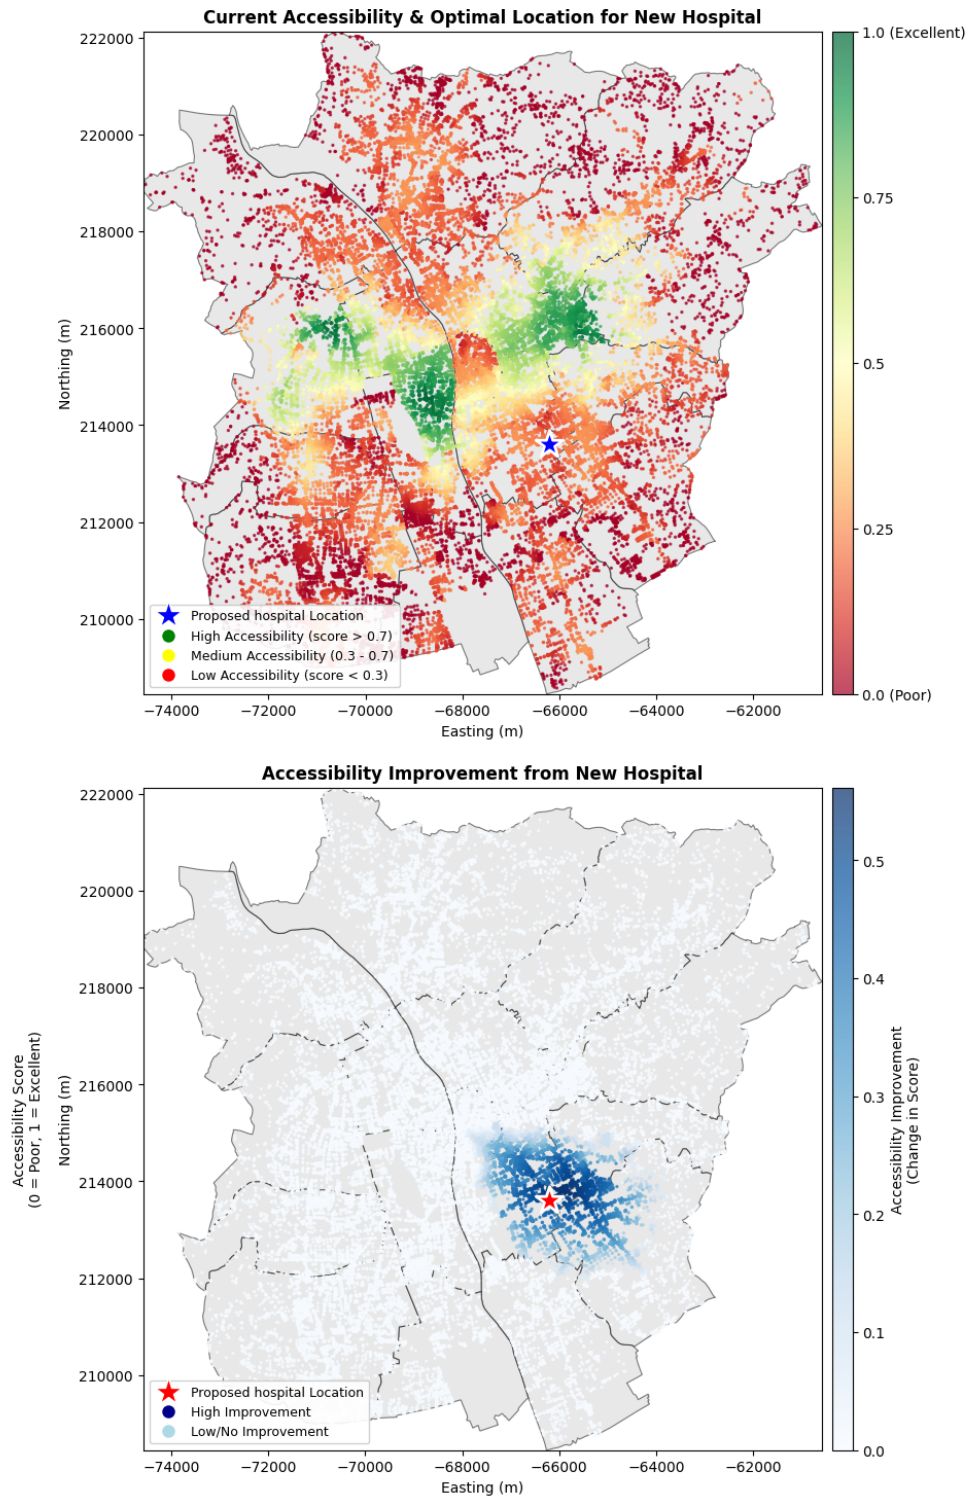 Current Accessibility & Optimal Location for New Hospital
222000
220000
218000
216000
214000
212000
210000
Northing (m)
−74000 −72000 −70000 −68000 −66000 −64000 −62000
Easting (m)
Proposed hospital Location
High Accessibility (score > 0.7)
Medium Accessibility (0.3 - 0.7)
Low Accessibility (score < 0.3)
1.0 (Excellent)
0.75
0.5
0.25
0.0 (Poor)
Accessibility Improvement from New Hospital
222000
220000
218000
216000
214000
212000
210000
Accessibility Score
(0 = Poor, 1 = Excellent)
Northing (m)
−74000 −72000 −70000 −68000 −66000 −64000 −62000
Easting (m)
Proposed hospital Location
High Improvement
Low/No Improvement
0.5
0.4
0.3
0.2
0.1
0.0
Accessibility Improvement
(Change in Score)